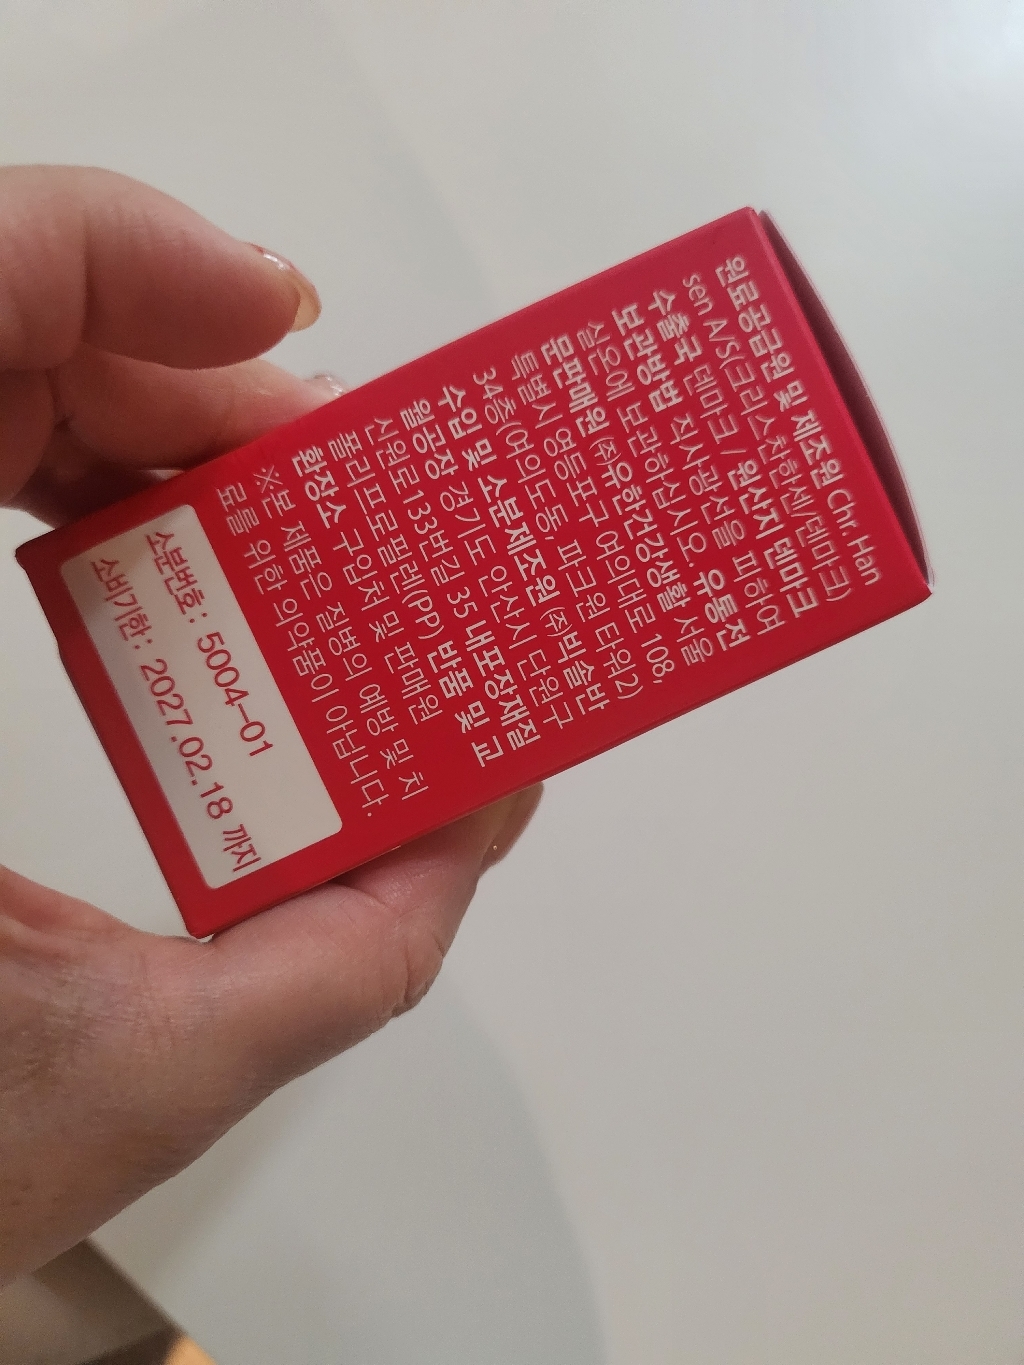 원료공급원 및 제조원 Chr. Han
sen A/S(크리스찬한센/덴마크)
수출국 덴마크 / 원산지 덴마크
보관방법 직사광선을 피하여
실온에 보관하십시오. 유통전
문판매원 (주)유한건강생활 서울
특별시 영등포구 여의대로 108,
34층(여의도동, 파크원 타워2)
수입 및 소분제조원 (주)빅솔반
월공장 경기도 안산시 단원구
신원로133번길 35 내포장재질
폴리프로필렌(PP) 반품 및 교
환장소 구입처 및 판매원
※본 제품은 질병의 예방 및 치
료를 위한 의약품이 아닙니다.
소분번호: 5004-01
소비기한: 2027.02.18 까지